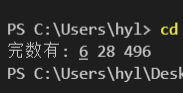 PS C:\Users\hyl> cd
完数有: 6 28 496
PS C:\Users\hyl\Desk